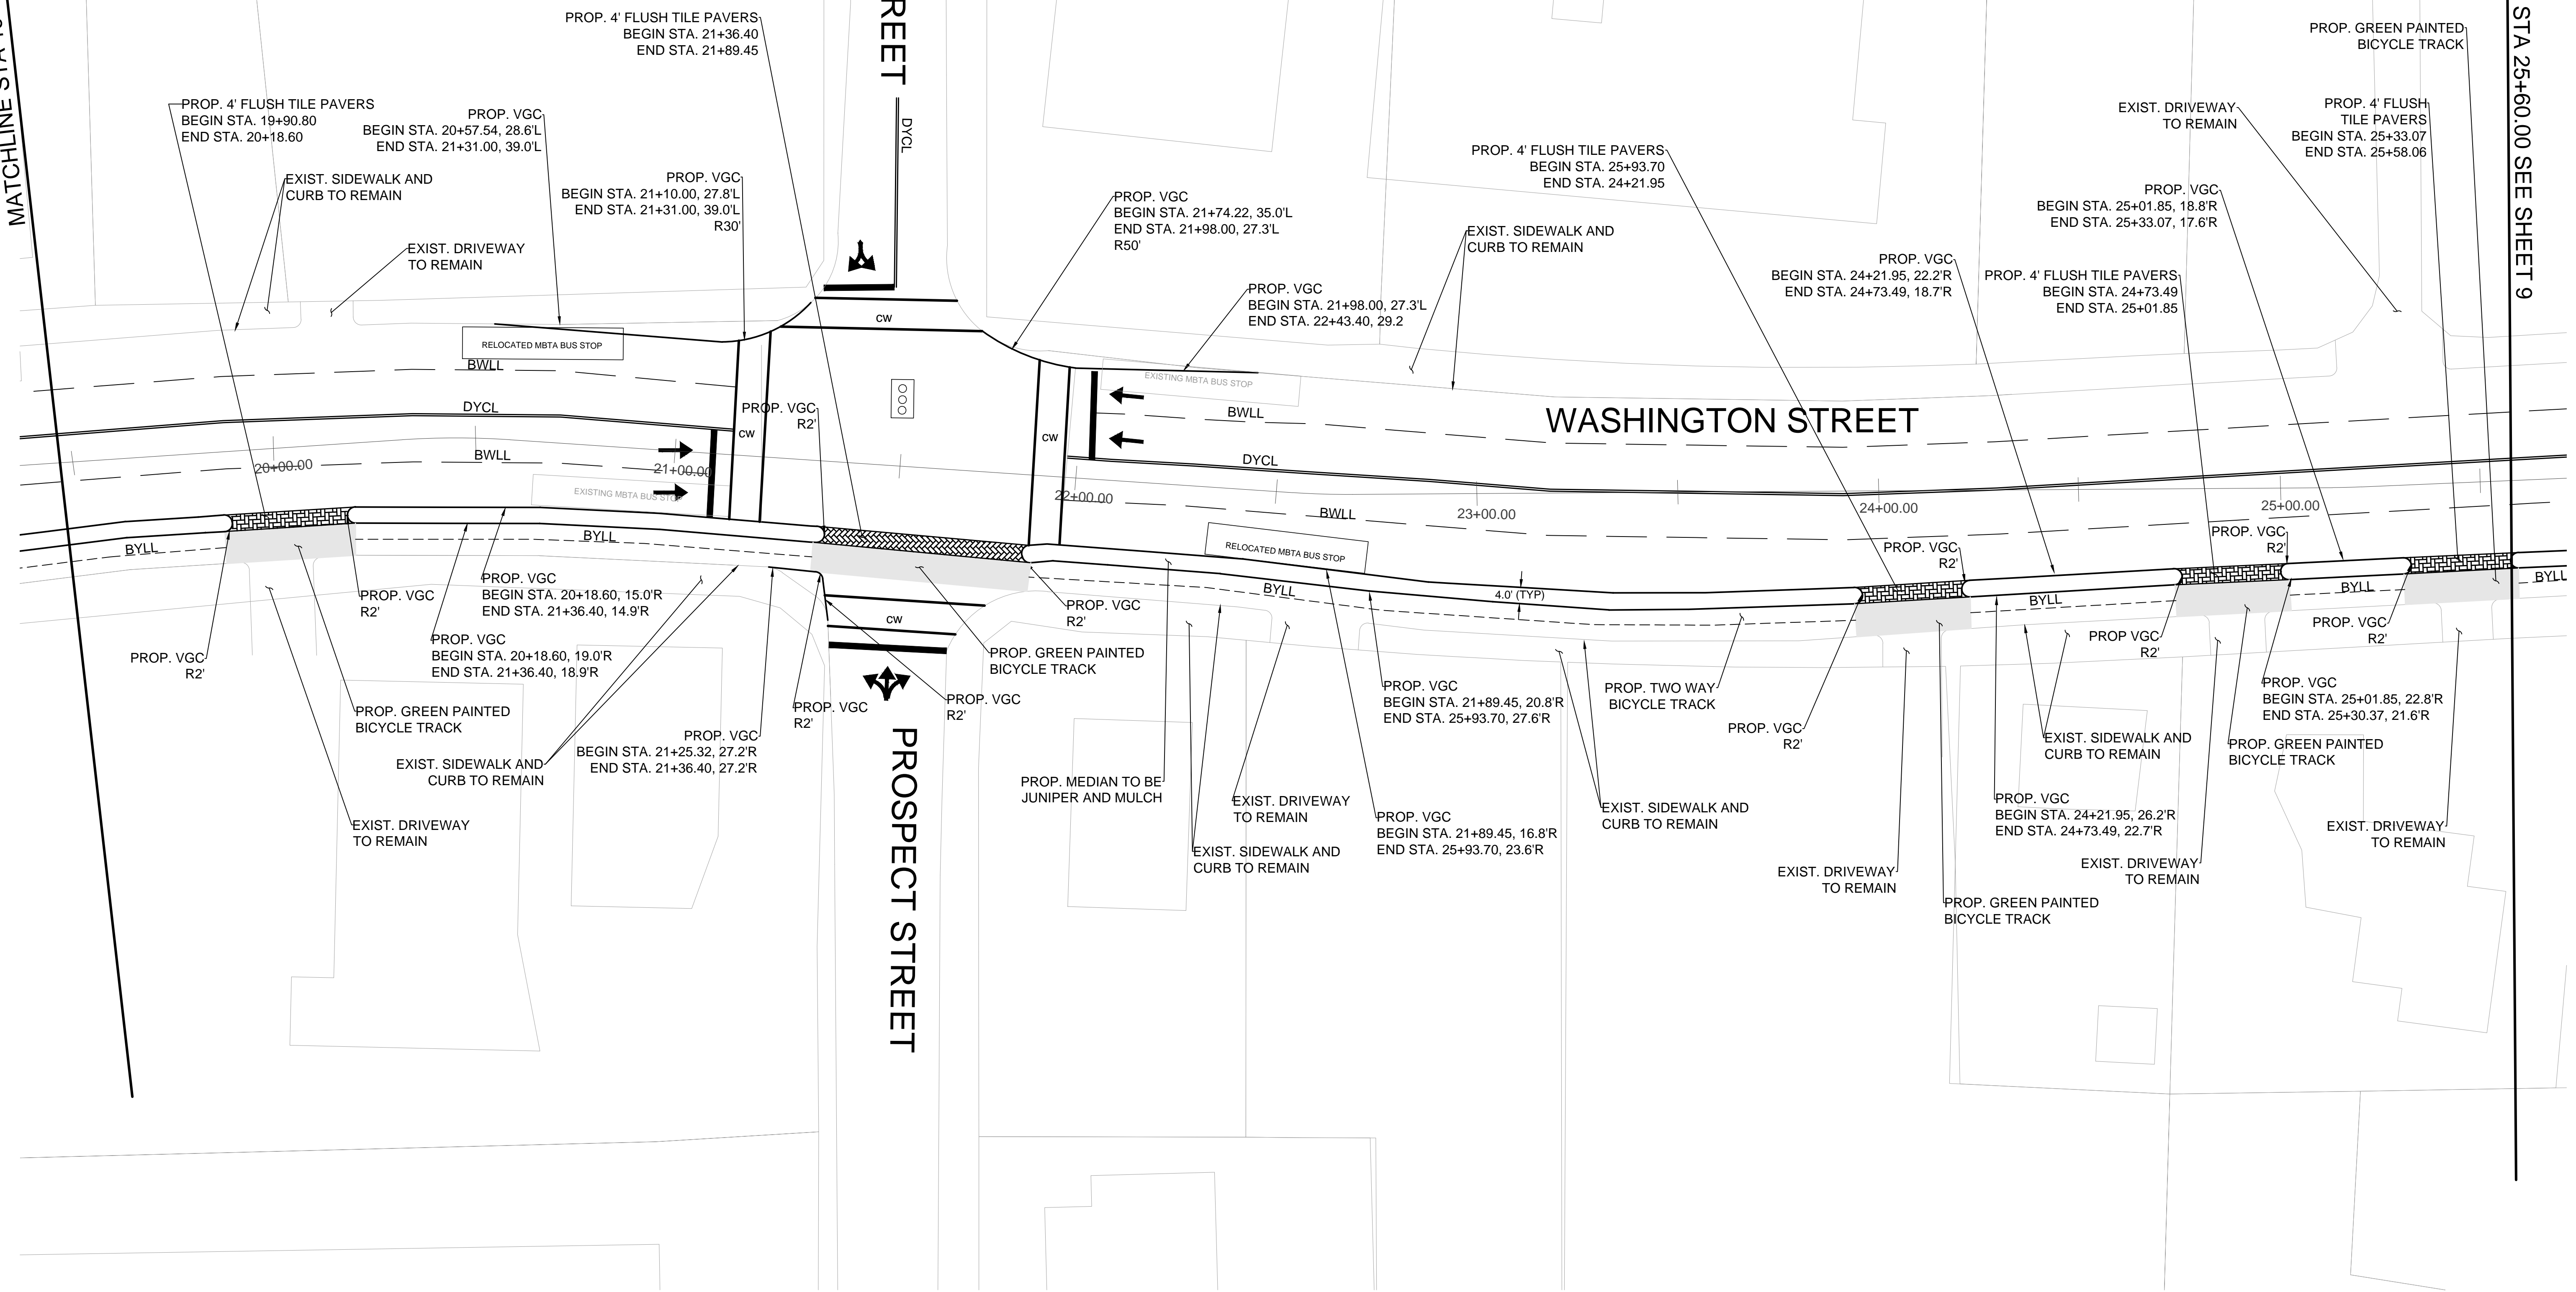 MATCHLINE STA
REET
DYCL
PROP. 4' FLUSH TILE PAVERS
BEGIN STA. 21+36.40
END STA. 21+89.45
PROP. 4' FLUSH TILE PAVERS
BEGIN STA. 19+90.80
END STA. 20+18.60
PROP. VGC
BEGIN STA. 20+57.54, 28.6'L
END STA. 21+31.00, 39.0'L
EXIST. SIDEWALK AND
CURB TO REMAIN
PROP. VGC
BEGIN STA. 21+10.00, 27.8'L
END STA. 21+31.00, 39.0'L
R30'
EXIST. DRIVEWAY
TO REMAIN
PROP. VGC
BEGIN STA. 21+74.22, 35.0'L
END STA. 21+98.00, 27.3'L
R50'
PROP. VGC
BEGIN STA. 21+98.00, 27.3'L
END STA. 22+43.40, 29.2
EXIST. SIDEWALK AND
CURB TO REMAIN
PROP. 4' FLUSH TILE PAVERS
BEGIN STA. 25+93.70
END STA. 24+21.95
PROP. VGC
BEGIN STA. 24+21.95, 22.2'R
END STA. 24+73.49, 18.7'R
PROP. 4' FLUSH TILE PAVERS
BEGIN STA. 24+73.49
END STA. 25+01.85
PROP. VGC
BEGIN STA. 25+01.85, 18.8'R
END STA. 25+33.07, 17.6'R
EXIST. DRIVEWAY
TO REMAIN
PROP. GREEN PAINTED
BICYCLE TRACK
PROP. 4' FLUSH
TILE PAVERS
BEGIN STA. 25+33.07
END STA. 25+58.06
STA 25+60.00 SEE SHEET 9
CW
RELOCATED MBTA BUS STOP
BWLL
EXISTING MBTA BUS STOP
DYCL
PROP. VGC
R2'
CW
CW
BWLL
WASHINGTON STREET
BWLL
DYCL
20+00.00
21+00.00
EXISTING MBTA BUS STOP
22+00.00
BWLL
23+00.00
24+00.00
25+00.00
BYLL
BYLL
RELOCATED MBTA BUS STOP
PROP. VGC
R2'
PROP. VGC
R2'
BYLL
4.0' (TYP)
BYLL
BYLL
BYLL
PROP. VGC
R2'
PROP. VGC
BEGIN STA. 20+18.60, 15.0'R
END STA. 21+36.40, 14.9'R
PROP. VGC
R2'
CW
PROP. VGC
R2'
PROP. VGC
BEGIN STA. 20+18.60, 19.0'R
END STA. 21+36.40, 18.9'R
PROP. GREEN PAINTED
BICYCLE TRACK
PROP. VGC
R2'
PROP. VGC
R2'
PROP. GREEN PAINTED
BICYCLE TRACK
PROP. VGC
R2'
PROP. VGC
R2'
PROP. VGC
BEGIN STA. 21+25.32, 27.2'R
END STA. 21+36.40, 27.2'R
EXIST. SIDEWALK AND
CURB TO REMAIN
EXIST. DRIVEWAY
TO REMAIN
PROSPECT STREET
PROP. VGC
BEGIN STA. 21+89.45, 20.8'R
END STA. 25+93.70, 27.6'R
PROP. TWO WAY
BICYCLE TRACK
PROP. VGC
R2'
PROP. VGC
BEGIN STA. 25+01.85, 22.8'R
END STA. 25+30.37, 21.6'R
EXIST. SIDEWALK AND
CURB TO REMAIN
PROP. GREEN PAINTED
BICYCLE TRACK
PROP. MEDIAN TO BE
JUNIPER AND MULCH
EXIST. DRIVEWAY
TO REMAIN
PROP. VGC
BEGIN STA. 21+89.45, 16.8'R
END STA. 25+93.70, 23.6'R
EXIST. SIDEWALK AND
CURB TO REMAIN
PROP. VGC
BEGIN STA. 24+21.95, 26.2'R
END STA. 24+73.49, 22.7'R
EXIST. DRIVEWAY
TO REMAIN
EXIST. SIDEWALK AND
CURB TO REMAIN
EXIST. DRIVEWAY
TO REMAIN
EXIST. DRIVEWAY
TO REMAIN
PROP. GREEN PAINTED
BICYCLE TRACK